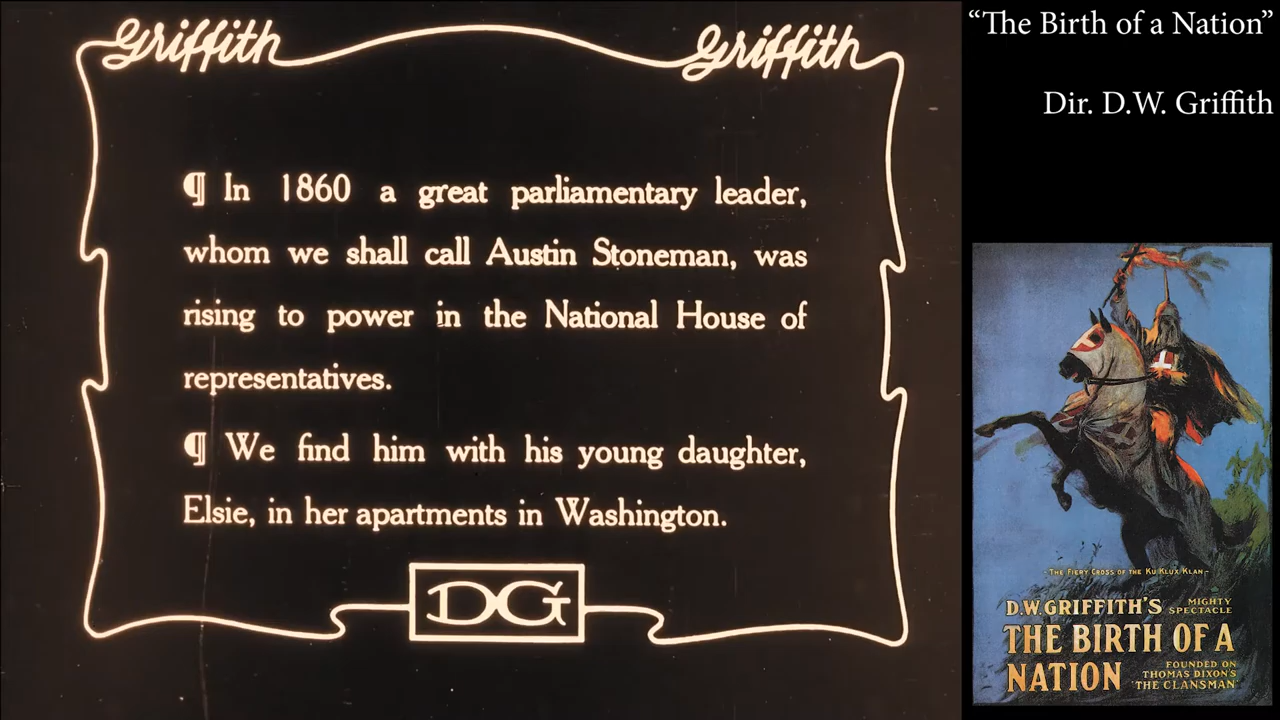 Griffith Griffith
¶ In 1860 a great parliamentary leader,
whom we shall call Austin Stoneman, was
rising to power in the National House of
representatives.
¶ We find him with his young daughter,
Elsie, in her apartments in Washington.
DG
“The Birth of a Nation”
Dir. D.W. Griffith
- THE FIERY CROSS OF THE KU KLUX KLAN -
D.W. GRIFFITH'S MIGHTY SPECTACLE
THE BIRTH OF A
NATION
FOUNDED ON
THOMAS DIXON'S
'THE CLANSMAN'